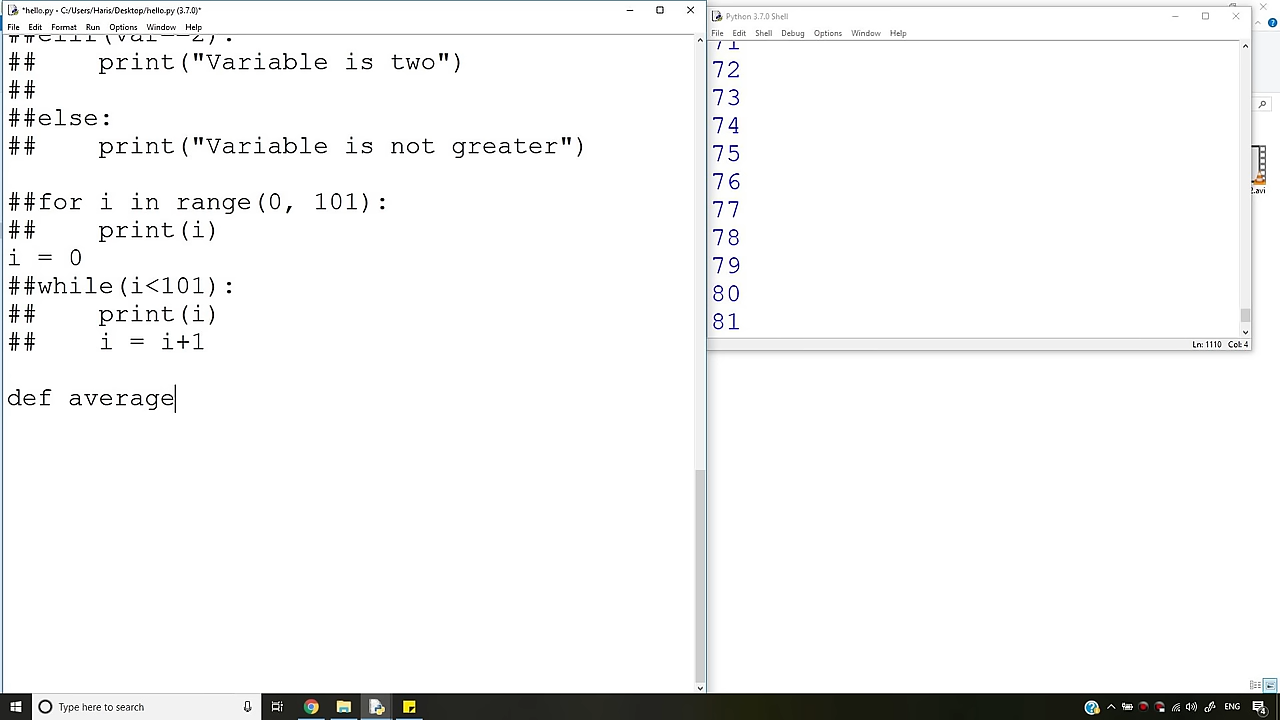 *hello.py - C:/Users/Haris/Desktop/hello.py (3.7.0)*
File Edit Format Run Options Window Help
## print("Variable is two")
##
##else:
## print("Variable is not greater")
##for i in range(0, 101):
## print(i)
i = 0
##while(i<101):
## print(i)
## i = i+1
def average
Python 3.7.0 Shell
File Edit Shell Debug Options Window Help
71
72
73
74
75
76
77
78
79
80
81
Ln: 1110 Col: 4
2.avi
Type here to search
ENG